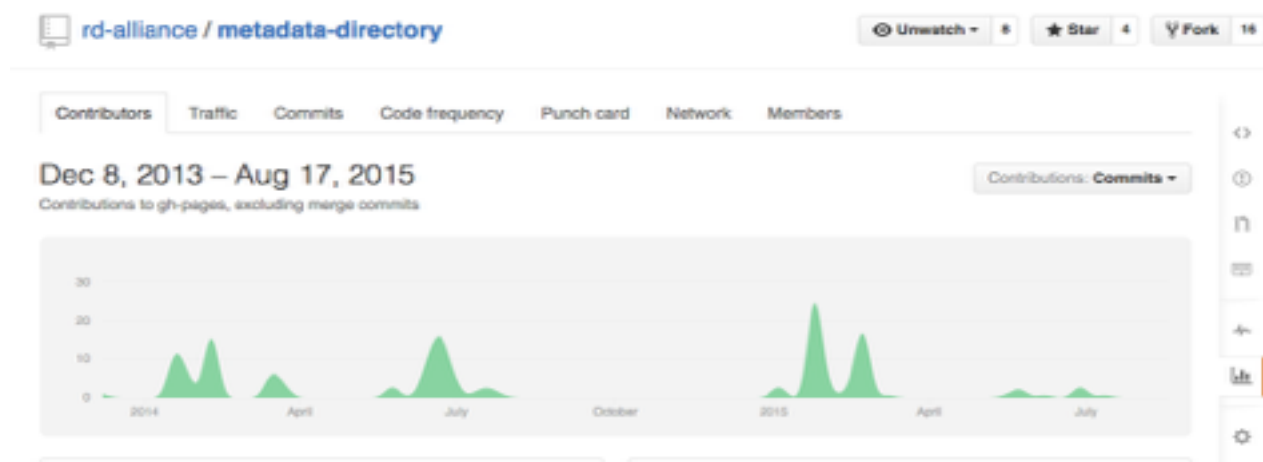 rd-alliance / metadata-directory
Unwatch 6 Star 4 Fork 16
Contributors Traffic Commits Code frequency Punch card Network Members
Dec 8, 2013 – Aug 17, 2015
Contributions: Commits
Contributions to gh-pages, excluding merge commits
30
20
10
0
2014 April July October 2015 April July